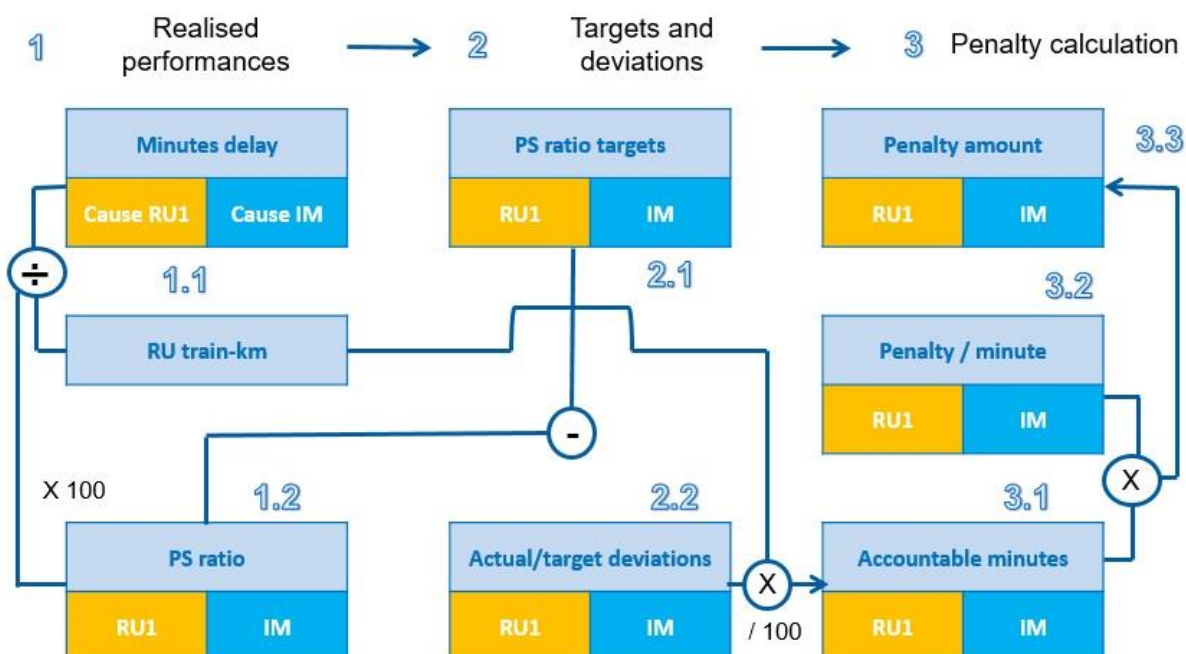 1
Realised
performances
2
Targets and
deviations
3
Penalty calculation
Minutes delay
Cause RU1
Cause IM
PS ratio targets
RU1
IM
Penalty amount
RU1
IM
3.3
÷
1.1
2.1
3.2
RU train-km
Penalty / minute
RU1
IM
-
X
X 100
1.2
2.2
3.1
PS ratio
RU1
IM
Actual/target deviations
RU1
IM
X
/ 100
Accountable minutes
RU1
IM